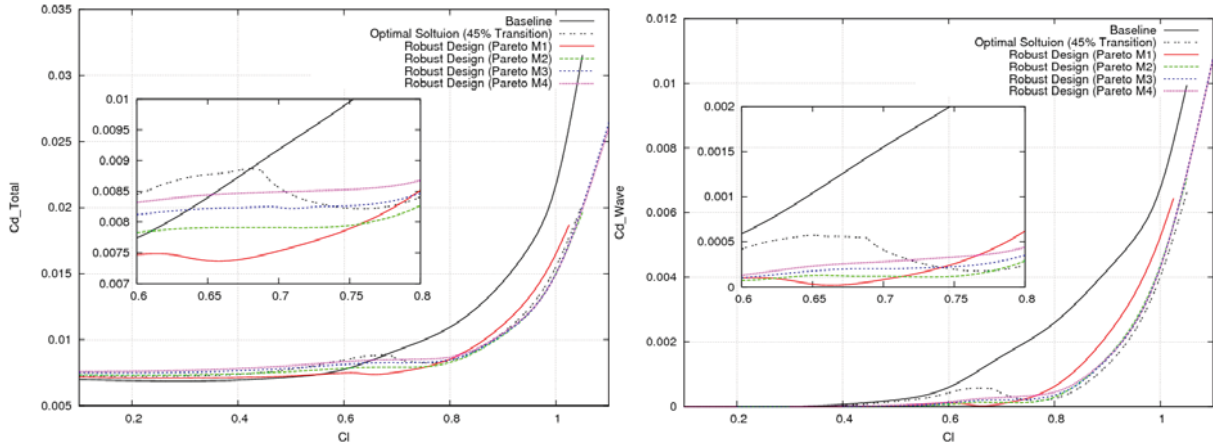 0.035
0.03
0.025
0.02
0.015
0.01
0.005
Cd_Total
0.2
0.4
0.6
0.8
1
Cl
Baseline
Optimal Soltuion (45% Transition)
Robust Design (Pareto M1)
Robust Design (Pareto M2)
Robust Design (Pareto M3)
Robust Design (Pareto M4)
0.01
0.0095
0.009
0.0085
0.008
0.0075
0.007
0.6
0.65
0.7
0.75
0.8
0.012
0.01
0.008
0.006
0.004
0.002
0
Cd_Wave
0.2
0.4
0.6
0.8
1
Cl
Baseline
Optimal Soltuion (45% Transition)
Robust Design (Pareto M1)
Robust Design (Pareto M2)
Robust Design (Pareto M3)
Robust Design (Pareto M4)
0.002
0.0015
0.001
0.0005
0
0.6
0.65
0.7
0.75
0.8